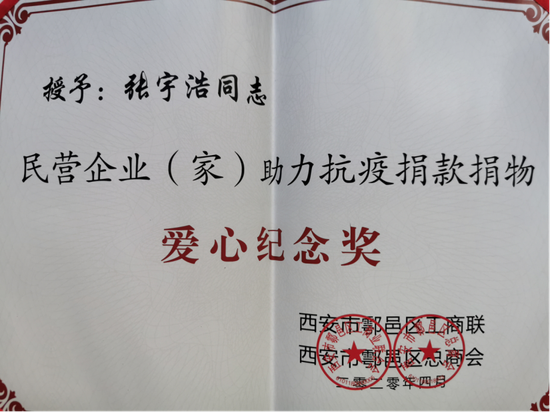 授予：张宇浩同志
民营企业（家）助力抗疫捐款捐物
爱心纪念奖
西安市鄠邑区工商联
西安市鄠邑区总商会
二零二零年四月